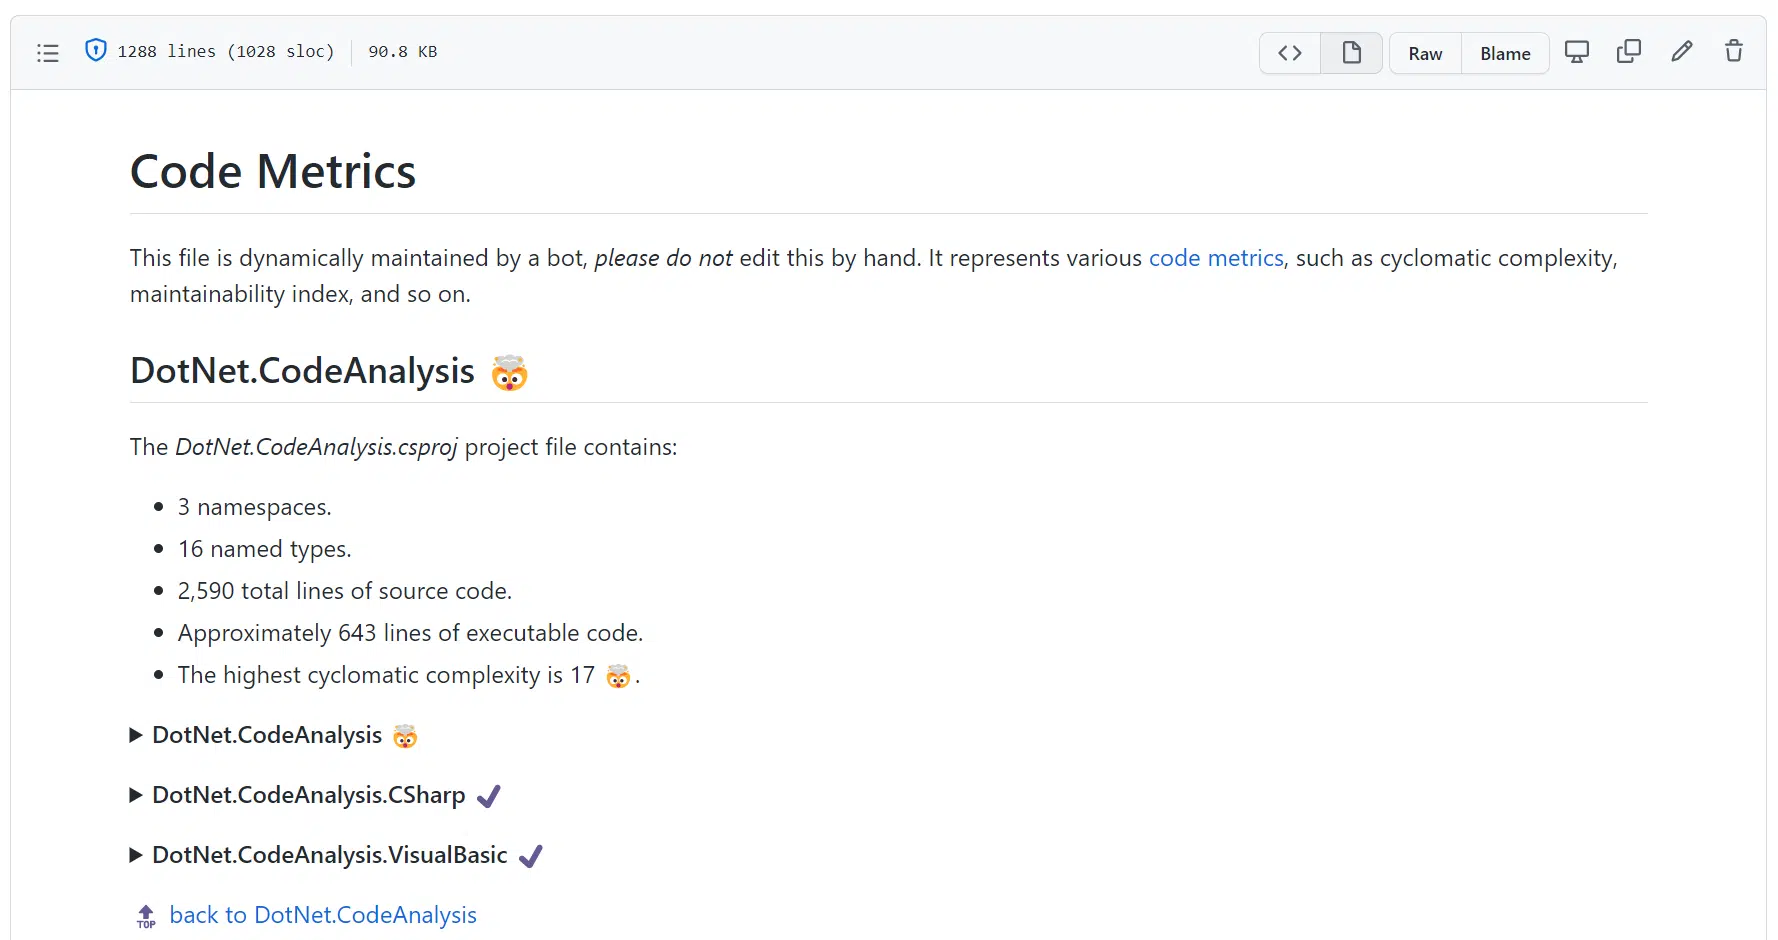 1288 lines (1028 sloc) 90.8 KB Raw Blame
Code Metrics
This file is dynamically maintained by a bot, please do not edit this by hand. It represents various code metrics, such as cyclomatic complexity,
maintainability index, and so on.
DotNet.CodeAnalysis 🤯
The DotNet.CodeAnalysis.csproj project file contains:
• 3 namespaces.
• 16 named types.
• 2,590 total lines of source code.
• Approximately 643 lines of executable code.
• The highest cyclomatic complexity is 17 🤯.
▶ DotNet.CodeAnalysis 🤯
▶ DotNet.CodeAnalysis.CSharp ✔
▶ DotNet.CodeAnalysis.VisualBasic ✔
🔝 back to DotNet.CodeAnalysis